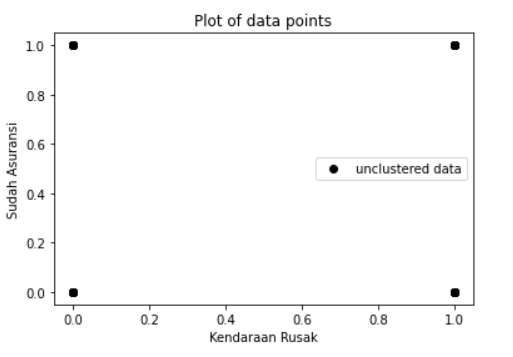 Plot of data points
1.0
0.8
0.6
0.4
0.2
0.0
Sudah Asuransi
unclustered data
0.0 0.2 0.4 0.6 0.8 1.0
Kendaraan Rusak